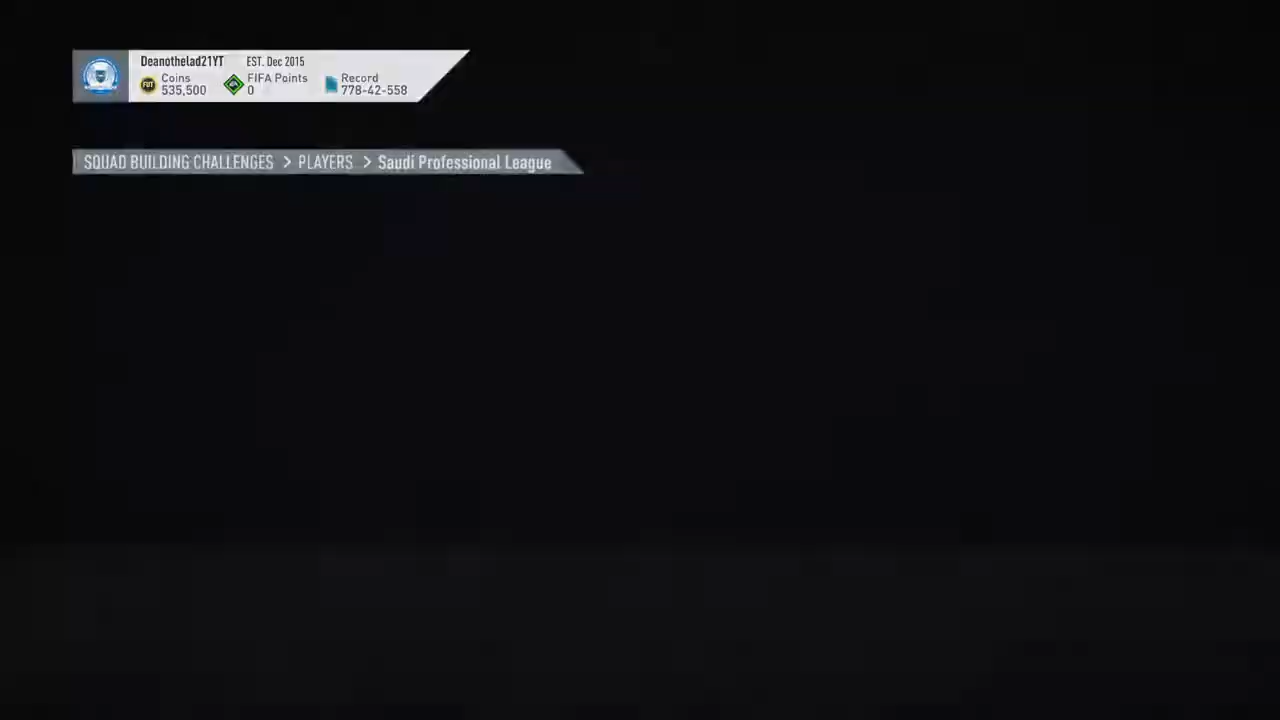 Deanothelad21YT EST. Dec 2015
Coins FIFA Points Record
535,500 0 778-42-558
SQUAD BUILDING CHALLENGES > PLAYERS > Saudi Professional League